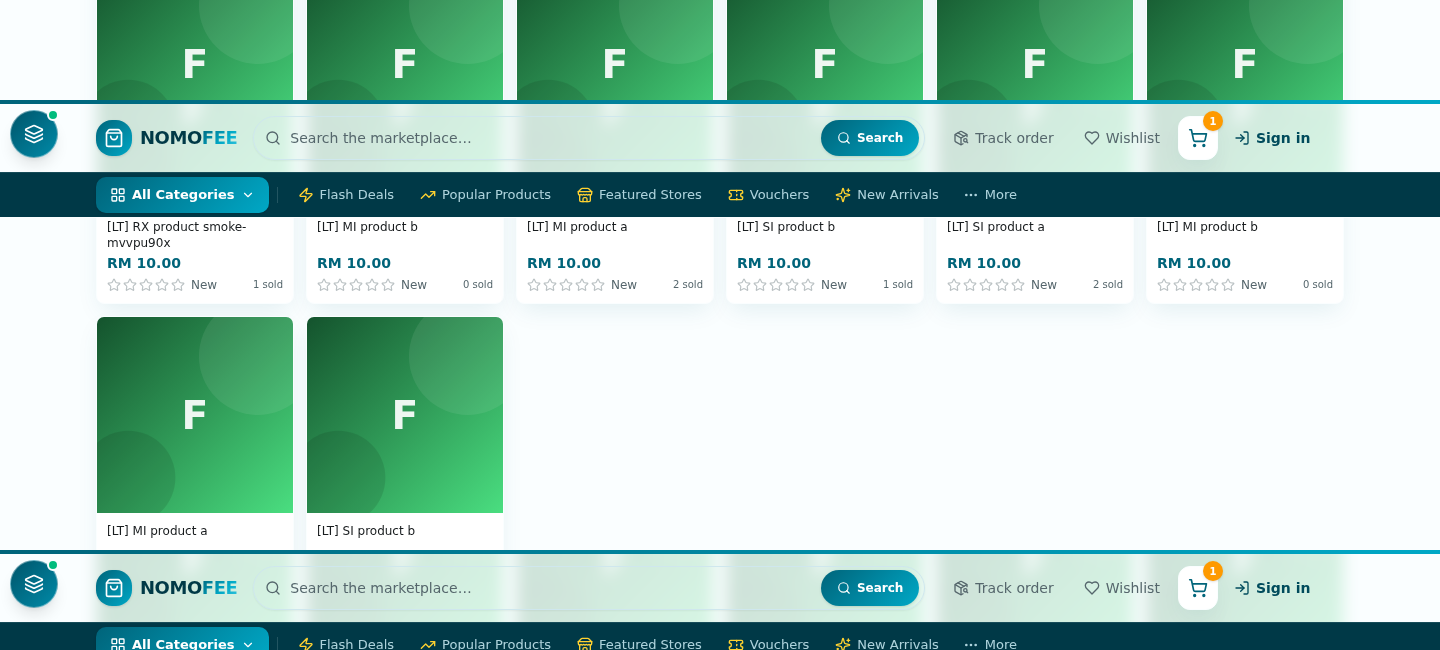 F F F F F F
NOMOFEE Search the marketplace... Search Track order Wishlist 1 Sign in
All Categories Flash Deals Popular Products Featured Stores Vouchers New Arrivals ··· More
[LT] RX product smoke-mvvpu90x
RM 10.00
New 1 sold
[LT] MI product b
RM 10.00
New 0 sold
[LT] MI product a
RM 10.00
New 2 sold
[LT] SI product b
RM 10.00
New 1 sold
[LT] SI product a
RM 10.00
New 2 sold
[LT] MI product b
RM 10.00
New 0 sold
F F
[LT] MI product a
[LT] SI product b
NOMOFEE Search the marketplace... Search Track order Wishlist 1 Sign in
All Categories Flash Deals Popular Products Featured Stores Vouchers New Arrivals ··· More